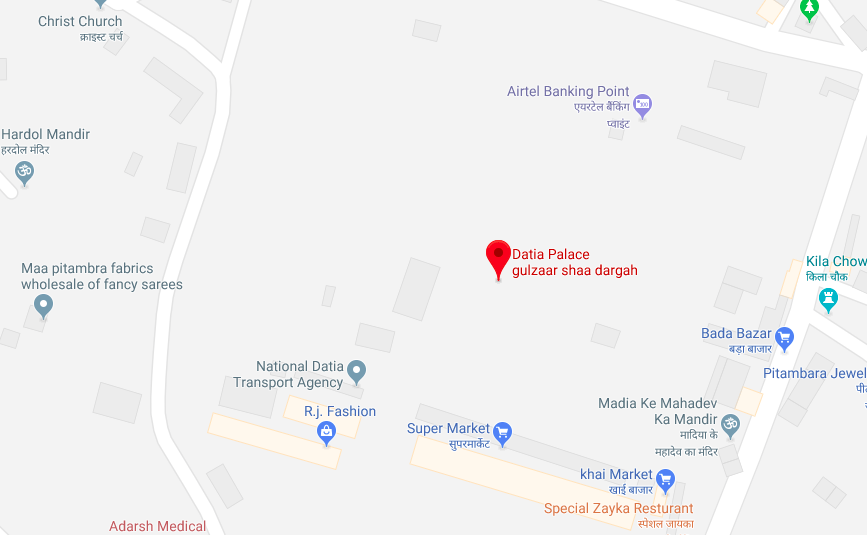 Christ Church
क्राइस्ट चर्च
Airtel Banking Point
एयरटेल बैंकिंग
प्वाइंट
Hardol Mandir
हरदोल मंदिर
Datia Palace
gulzaar shaa dargah
Maa pitambra fabrics
wholesale of fancy sarees
Kila Chow
किला चौक
Bada Bazar
बड़ा बाजार
National Datia
Transport Agency
Pitambara Jewel
R.j. Fashion
Madia Ke Mahadev
Ka Mandir
मादिया के
महादेव का मंदिर
Super Market
सुपरमार्केट
khai Market
खाई बाजार
Special Zayka Resturant
स्पेशल जायका
Adarsh Medical